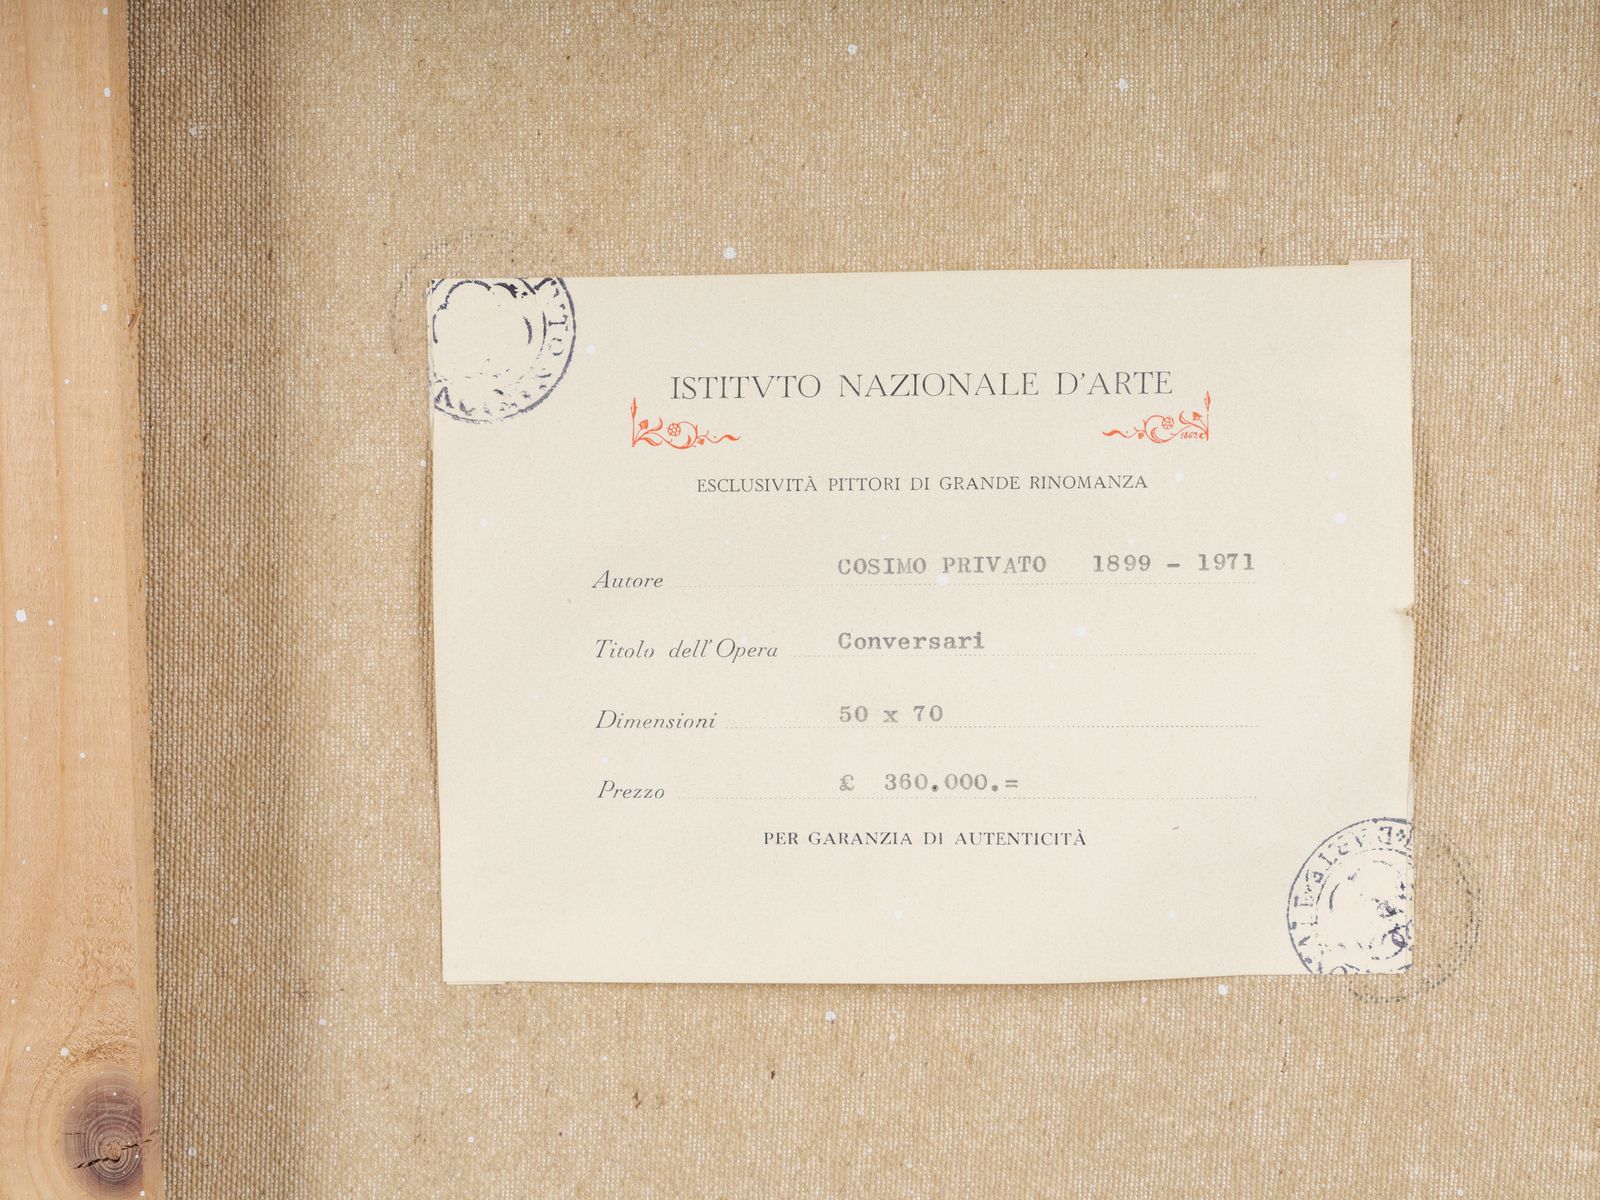 ISTITVTO NAZIONALE D'ARTE
1862
ESCLUSIVITÀ PITTORI DI GRANDE RINOMANZA
Autore COSIMO PRIVATO 1899 - 1971
Titolo dell'Opera Conversari
Dimensioni 50 x 70
Prezzo £ 360.000.=
PER GARANZIA DI AUTENTICITÀ